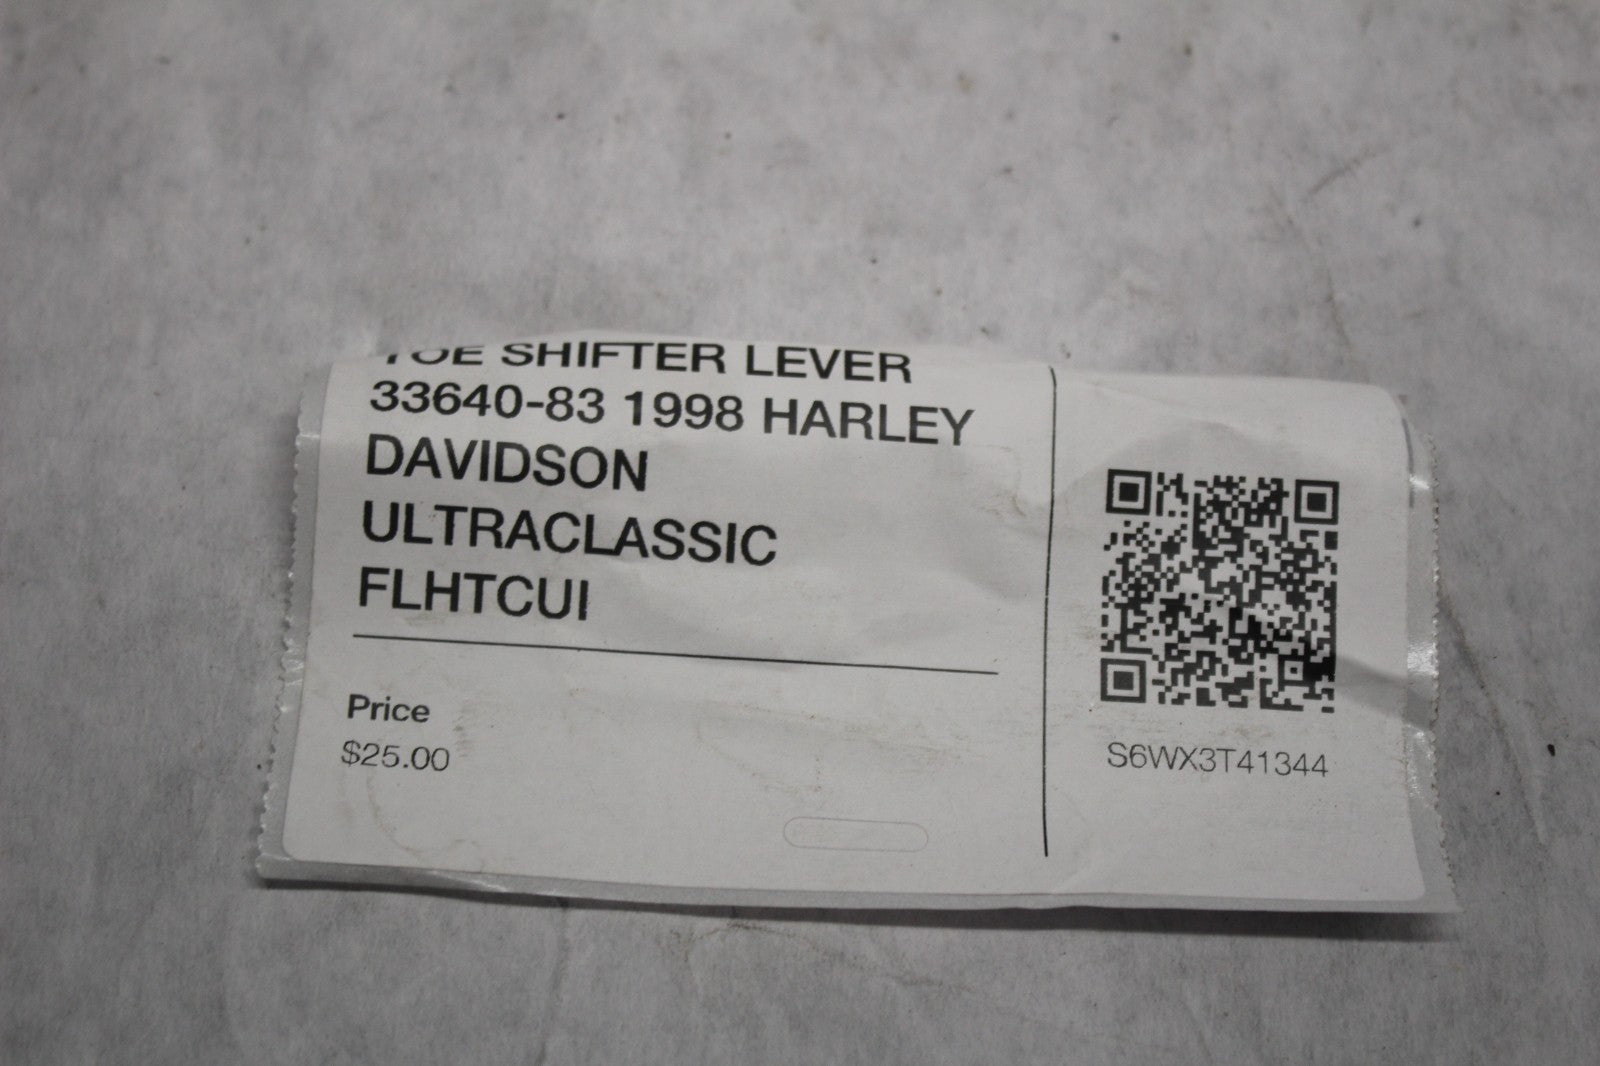 TOE SHIFTER LEVER
33640-83 1998 HARLEY
DAVIDSON
ULTRACLASSIC
FLHTCUI
Price
$25.00
S6WX3T41344